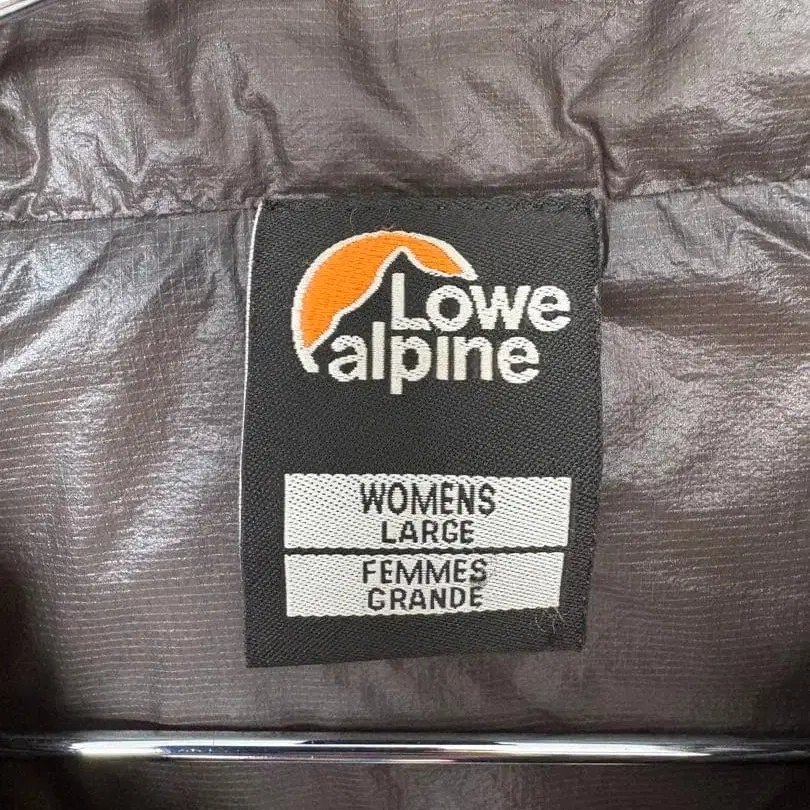 Lowe
alpine
WOMENS
LARGE
FEMMES
GRANDE